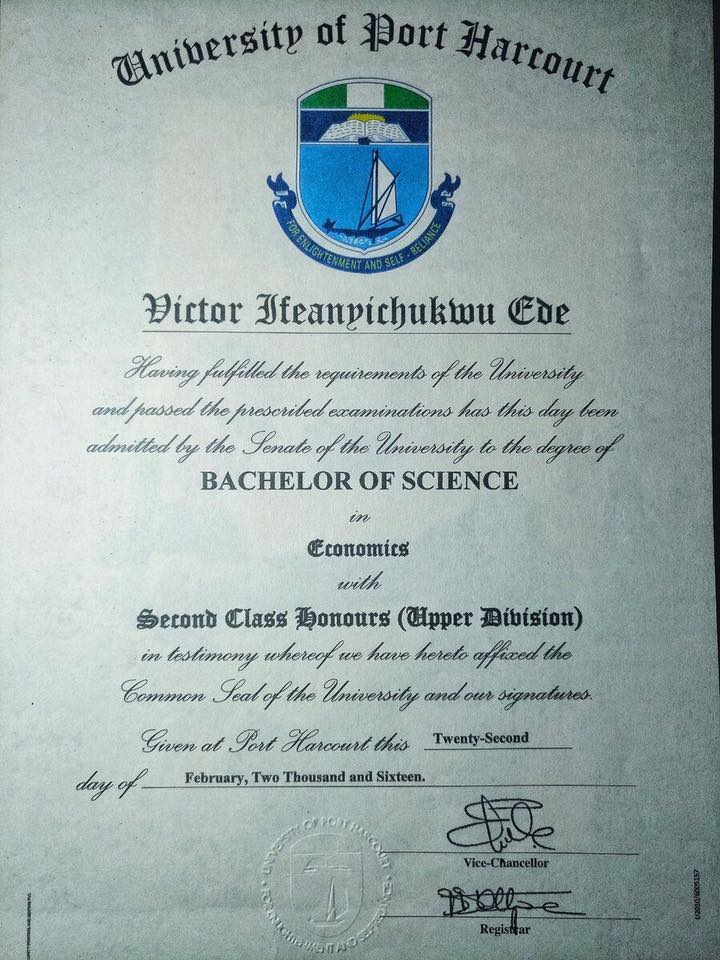 University of Port Harcourt
FOR ENLIGHTENMENT AND SELF - RELIANCE
Victor Ifeanyichukwu Ede
Having fulfilled the requirements of the University
and passed the prescribed examinations has this day been
admitted by the Senate of the University to the degree of
BACHELOR OF SCIENCE
in
Economics
with
Second Class Honours (Upper Division)
in testimony whereof we have hereto affixed the
Common Seal of the University and our signatures.
Given at Port Harcourt this Twenty-Second
day of February, Two Thousand and Sixteen.
UNIVERSITY OF PORT HARCOURT
Vice-Chancellor
Registrar